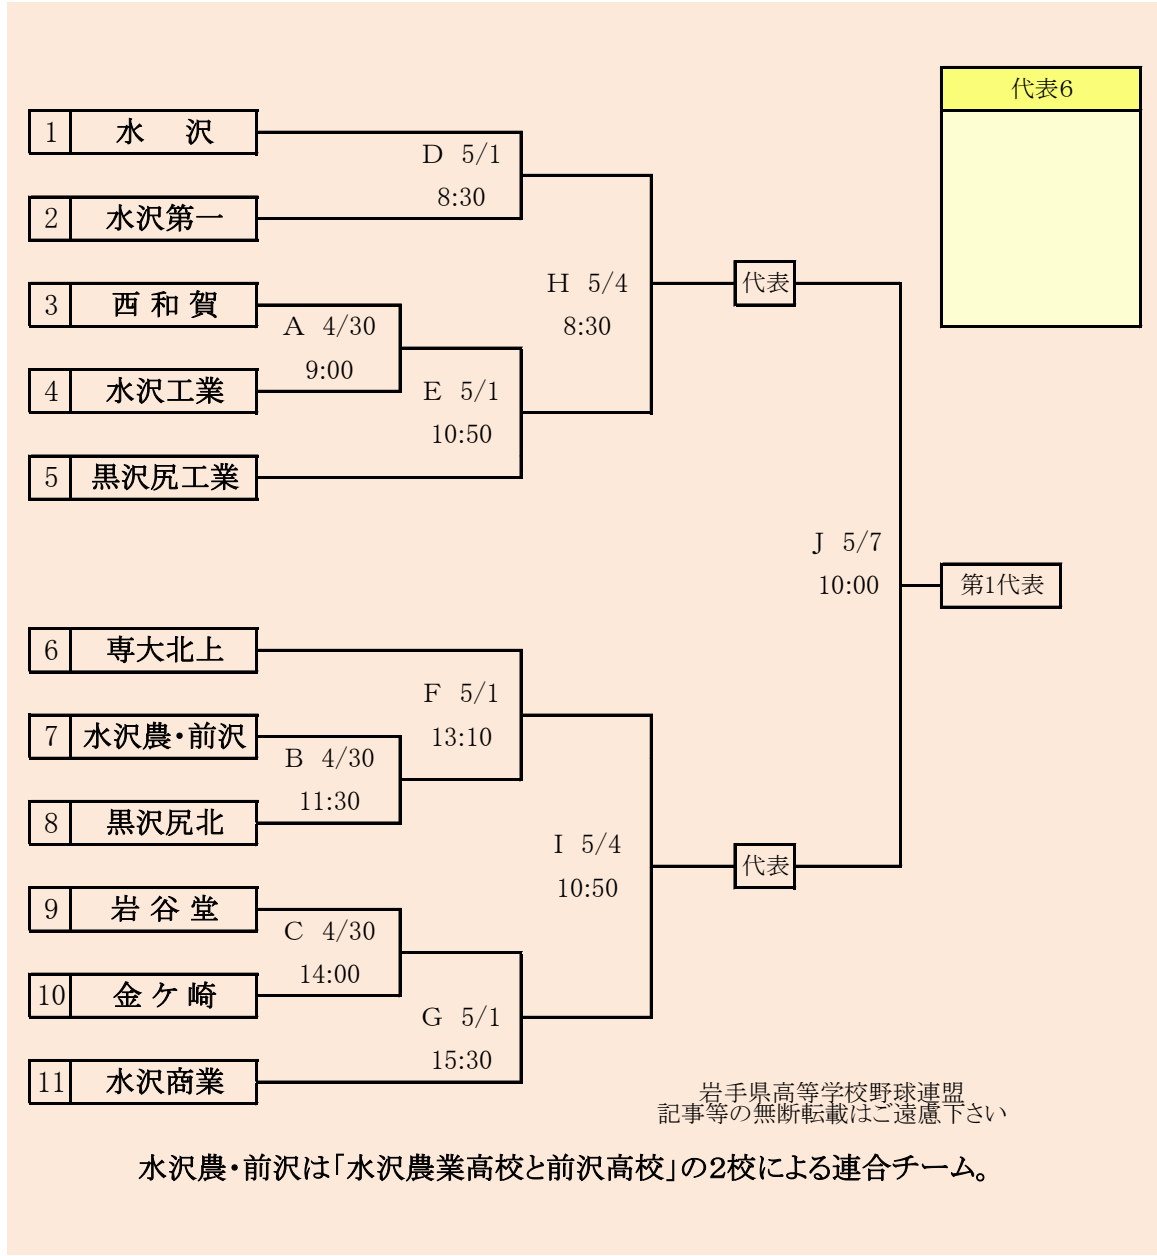 代表6
1 水 沢
D 5/1
8:30
2 水沢第一
H 5/4
8:30
代表
3 西和賀
A 4/30
9:00
4 水沢工業
E 5/1
10:50
5 黒沢尻工業
J 5/7
10:00
第1代表
6 専大北上
F 5/1
13:10
7 水沢農・前沢
B 4/30
11:30
8 黒沢尻北
I 5/4
10:50
代表
9 岩谷堂
C 4/30
14:00
10 金ケ崎
G 5/1
15:30
11 水沢商業
岩手県高等学校野球連盟
記事等の無断転載はご遠慮下さい
水沢農・前沢は「水沢農業高校と前沢高校」の2校による連合チーム。